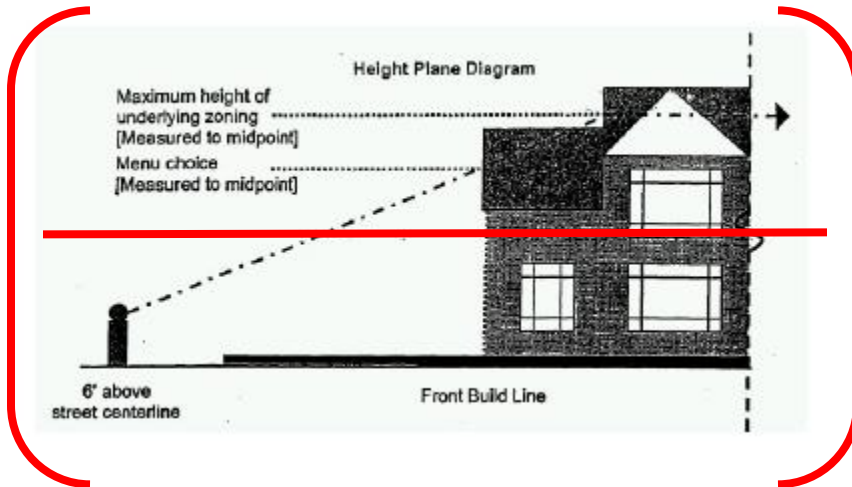 Height Plane Diagram
Maximum height of
underlying zoning
[Measured to midpoint]
Menu choice
[Measured to midpoint]
6' above
street centerline
Front Build Line